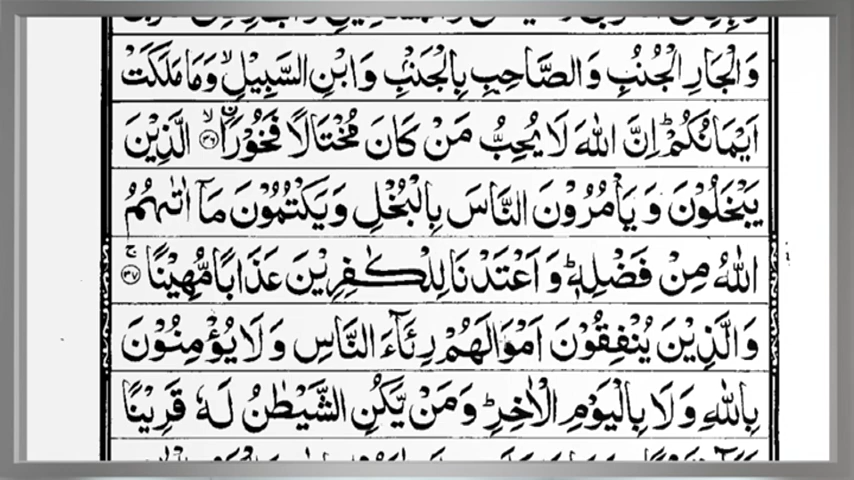 وَالْجَارِ الْجُنُبِ وَالصَّاحِبِ بِالْجَنْۢبِ وَابْنِ السَّبِيْلِ ۙ وَمَا مَلَكَتْ
اَيْمَانُكُمْ ؕ اِنَّ اللّٰهَ لَا يُحِبُّ مَنْ كَانَ مُخْتَالًا فَخُوْرَا ۙ ﴿۳۶﴾ الَّذِيْنَ
يَبْخَلُوْنَ وَ يَاْمُرُوْنَ النَّاسَ بِالْبُخْلِ وَيَكْتُمُوْنَ مَاۤ اٰتٰىهُمُ
اللّٰهُ مِنْ فَضْلِهٖ ؕ وَ اَعْتَدْنَا لِلْكٰفِرِيْنَ عَذَابًا مُّهِيْنًا ۚ ﴿۳۷﴾
وَالَّذِيْنَ يُنْفِقُوْنَ اَمْوَالَهُمْ رِئَآءَ النَّاسِ وَ لَا يُؤْمِنُوْنَ
بِاللّٰهِ وَ لَا بِالْيَوْمِ الْاٰخِرِ ؕ وَمَنْ يَّكُنِ الشَّيْطٰنُ لَهٗ قَرِيْنًا